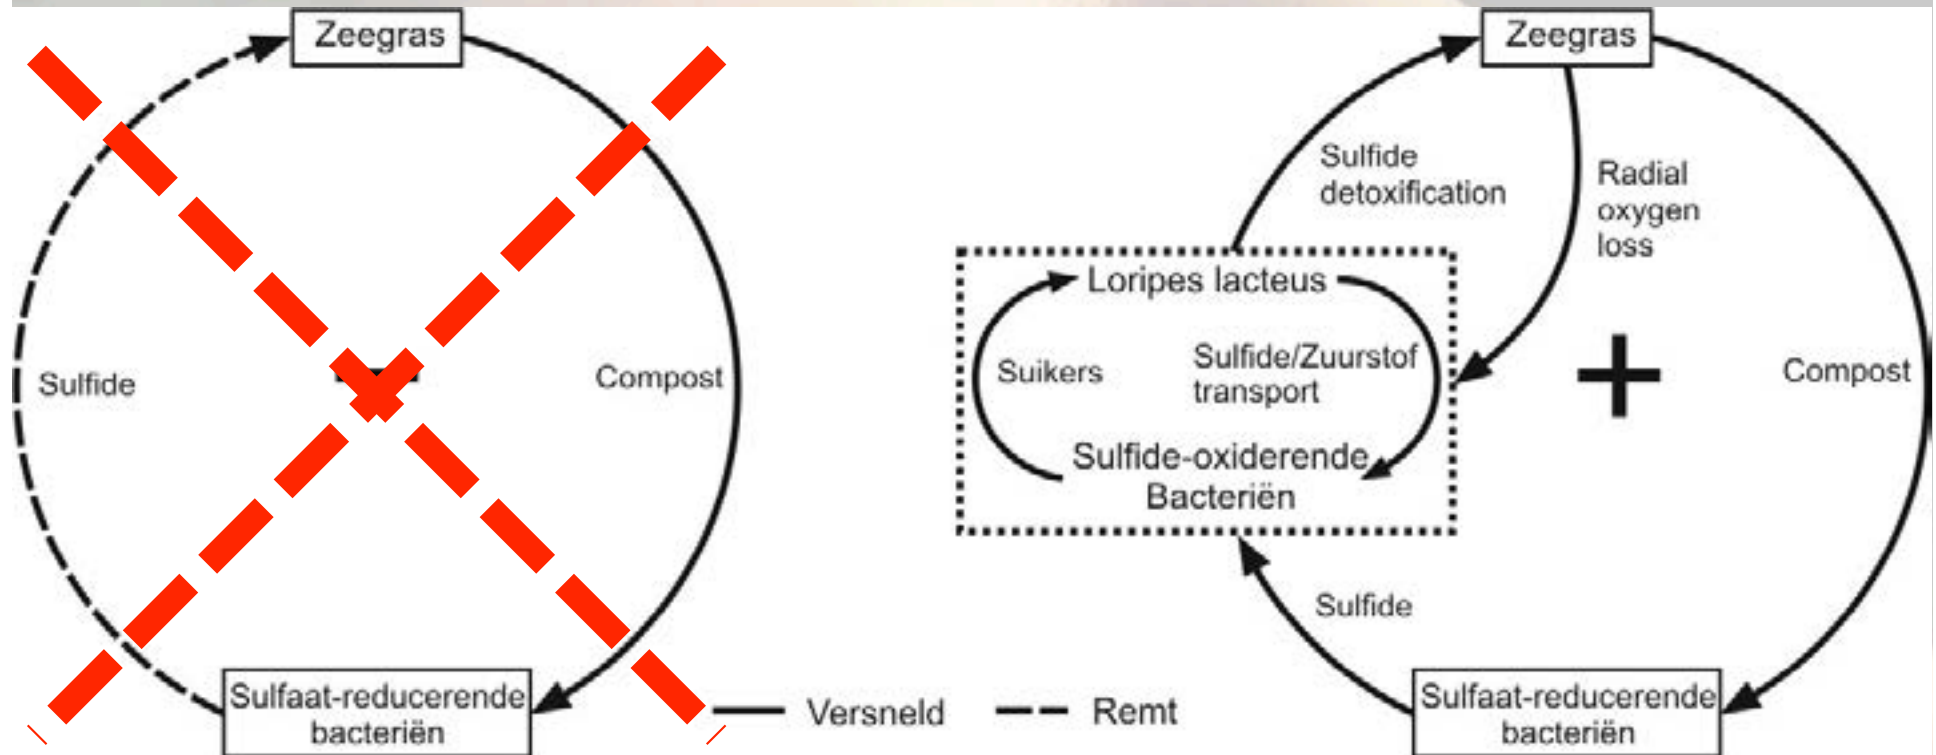 Zeegras
Sulfide
Compost
Sulfaat-reducerende
bacteriën
Versneld
Remt
Zeegras
Sulfide
detoxification
Radial
oxygen
loss
Loripes lacteus
Suikers
Sulfide/Zuurstof
transport
Sulfide-oxiderende
Bacteriën
+
Compost
Sulfide
Sulfaat-reducerende
bacteriën